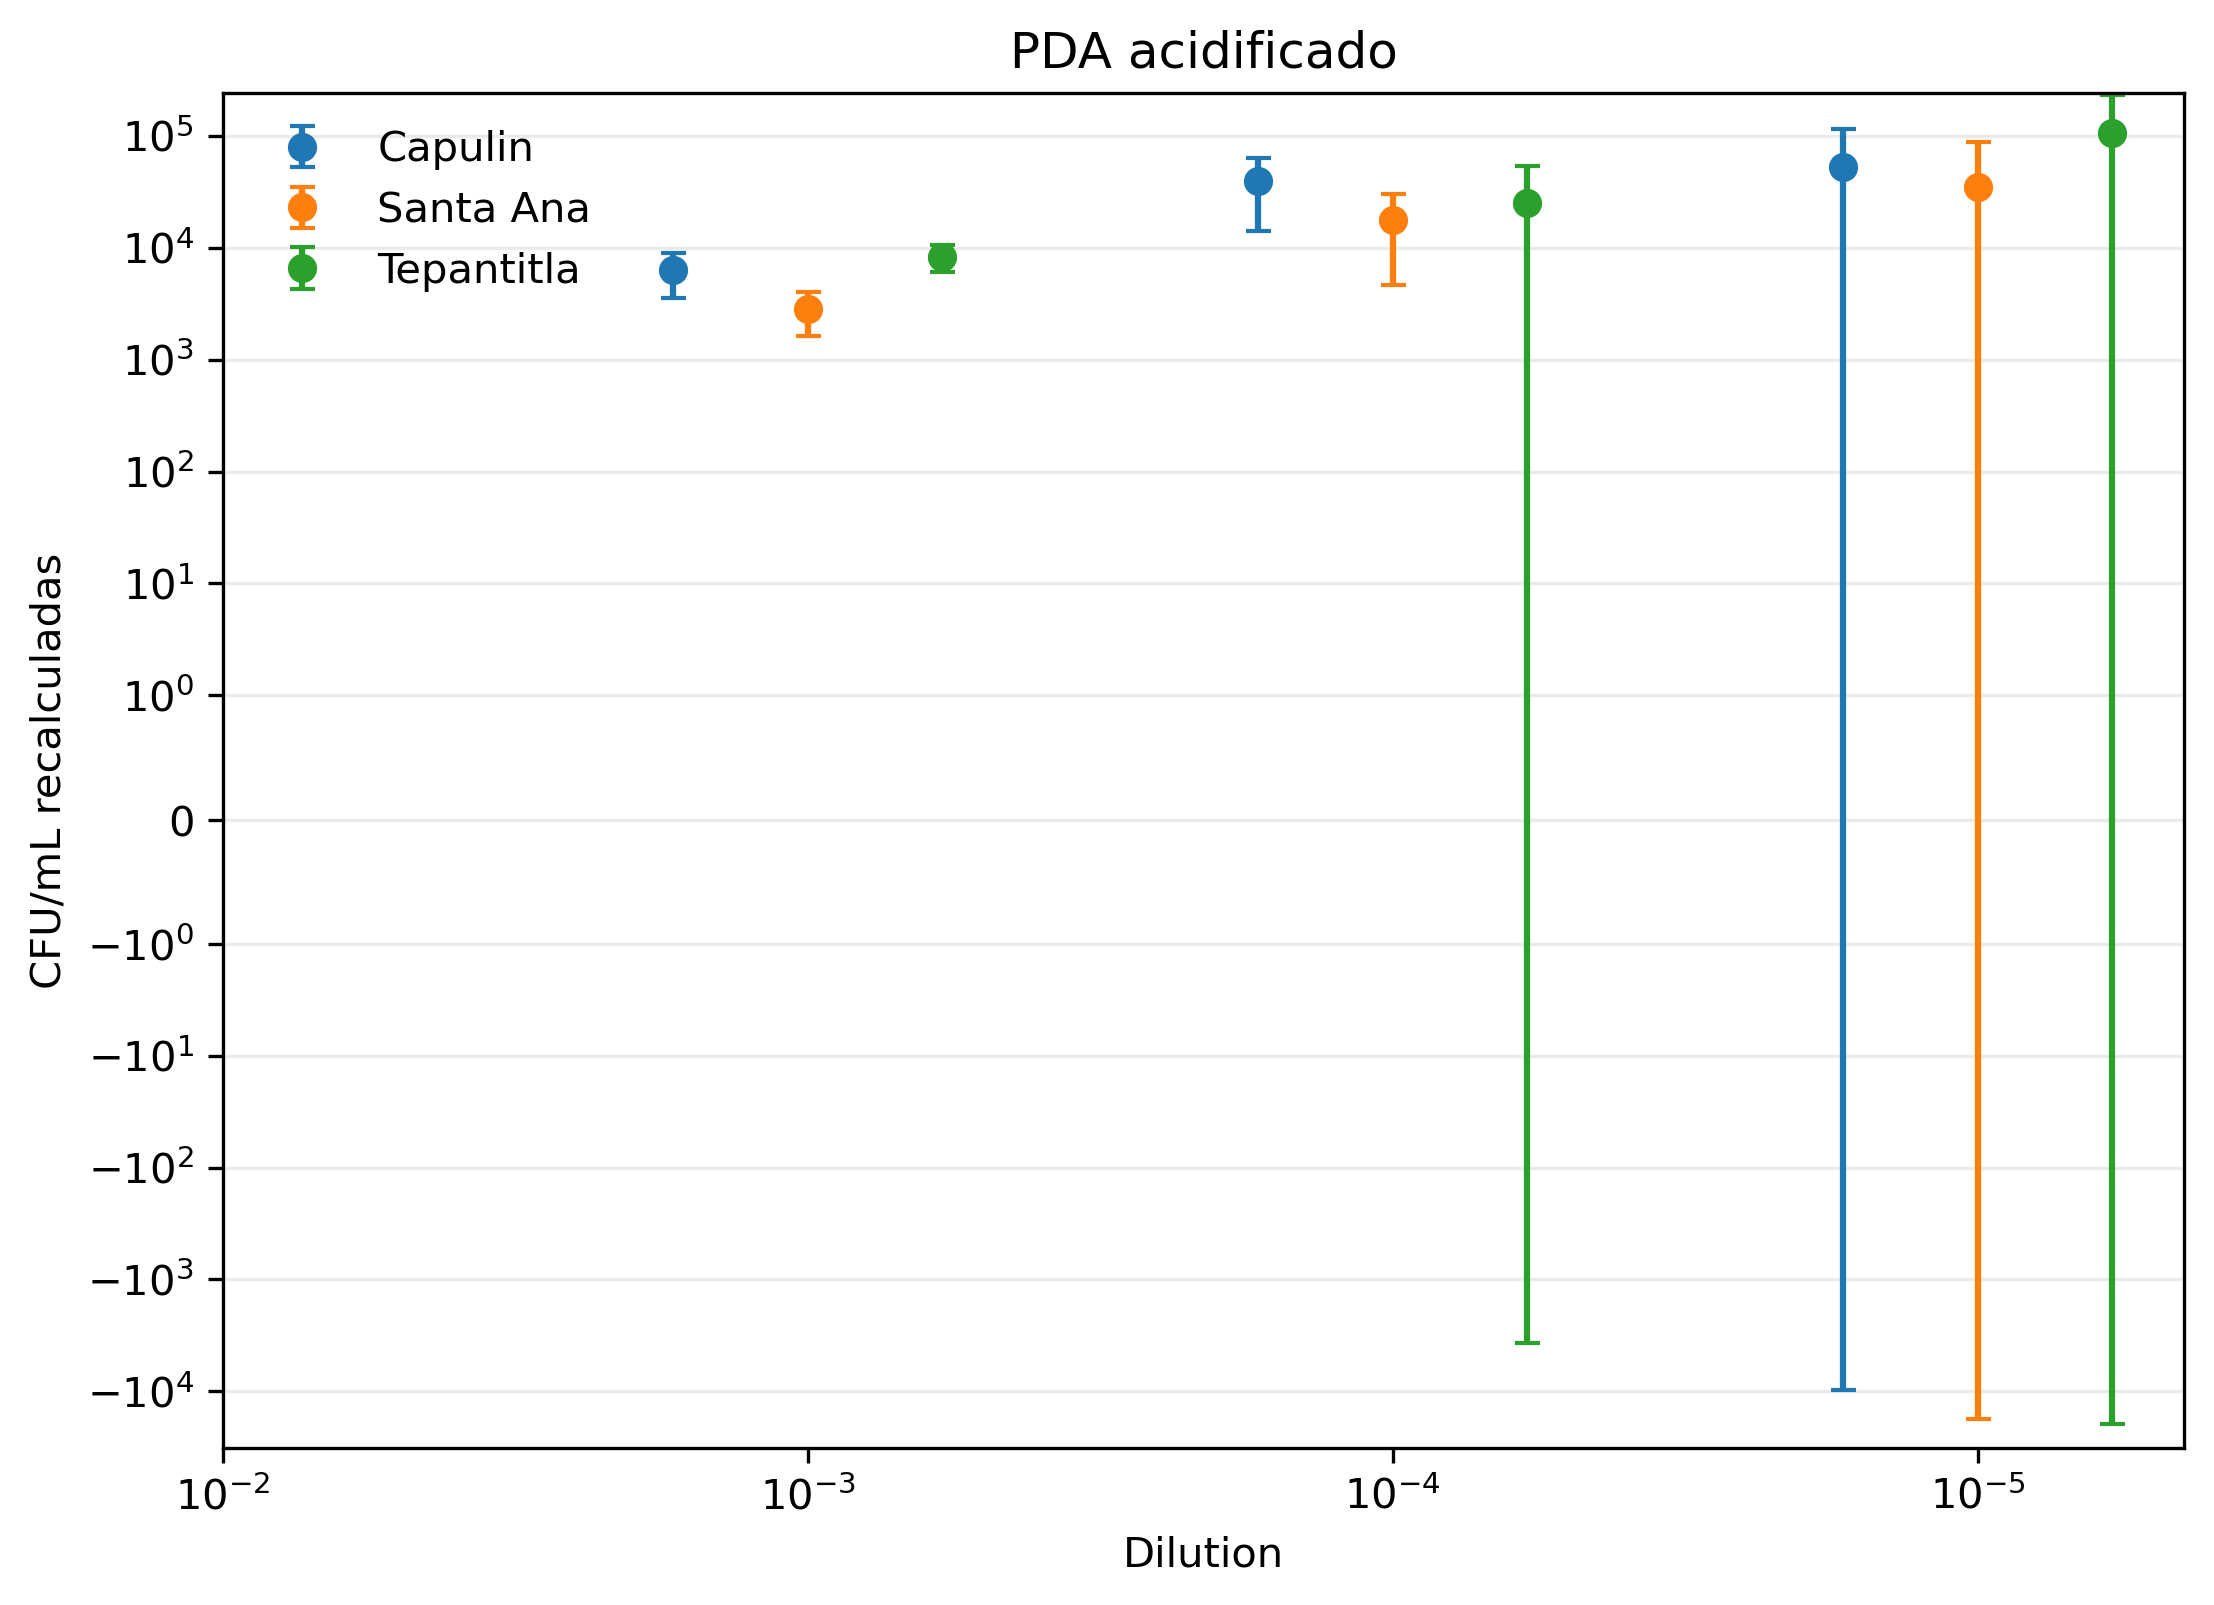 PDA acidificado
Capulin
Santa Ana
Tepantitla
CFU/mL recalculadas
10⁵
10⁴
10³
10²
10¹
10⁰
0
−10⁰
−10¹
−10²
−10³
−10⁴
10⁻² 10⁻³ 10⁻⁴ 10⁻⁵
Dilution